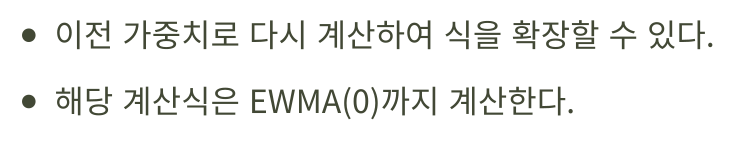 • 이전 가중치로 다시 계산하여 식을 확장할 수 있다.
• 해당 계산식은 EWMA(0)까지 계산한다.